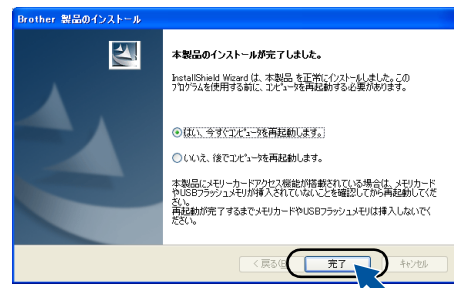 Brother 製品のインストール
本製品のインストールが完了しました。
InstallShield Wizard は、本製品 を正常にインストールしました。この
プログラムを使用する前に、コンピュータを再起動する必要があります。
はい、今すぐコンピュータを再起動します。
いいえ、後でコンピュータを再起動します。
本製品にメモリーカードアクセス機能が搭載されている場合は、メモリカード
やUSBフラッシュメモリが挿入されていないことを確認してから再起動してくだ
さい。
再起動が完了するまでメモリカードやUSBフラッシュメモリは挿入しないでく
ださい。
< 戻る(B)
完了
キャンセル